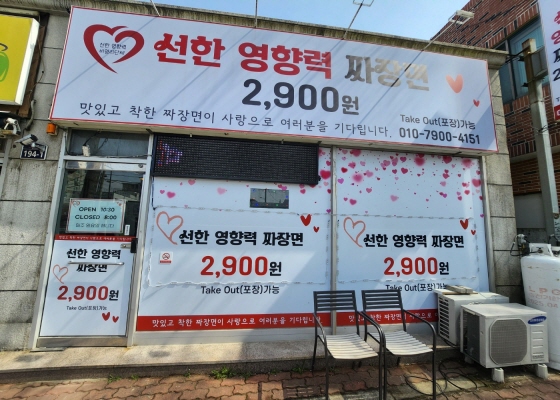 선한 영향력 짜장면
2,900원
맛있고 착한 짜장면이 사랑으로 여러분을 기다립니다.
Take Out(포장)가능
010-7900-4151
선한 영향력
194-1
OPEN 10:30
CLOSED 8:00
선한 영향력
짜장면
2,900원
Take Out(포장)가능
선한 영향력 짜장면
2,900원
Take Out(포장)가능
선한 영향력 짜장면
2,900원
Take Out(포장)가능
맛있고 착한 짜장면이 사랑으로 여러분을 기다립니다.